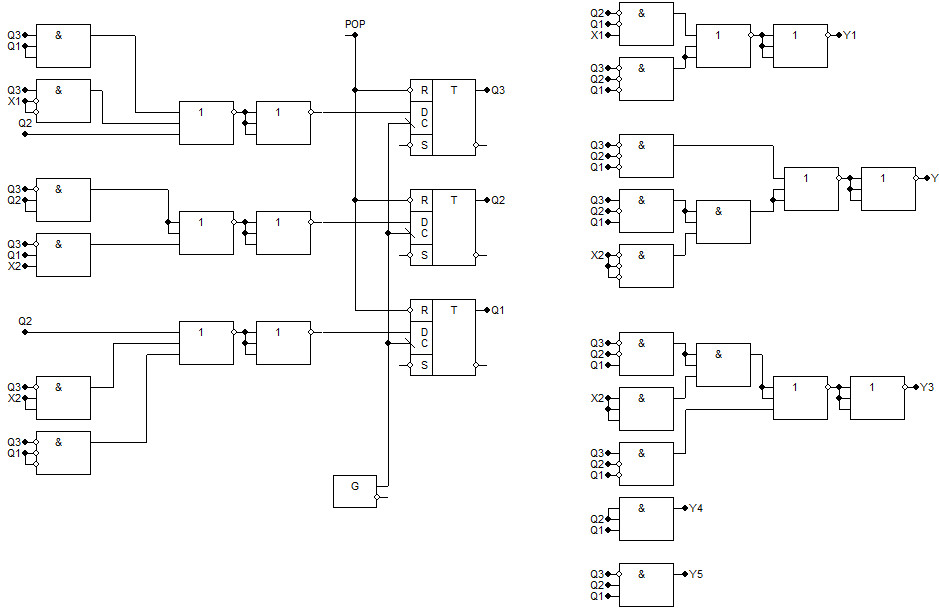 POP
Q3 & Q1
Q3 & X1
Q2
1 1
R T Q3
D
C
S
Q3 & Q2
Q3 & Q1 X2
1 1
R T Q2
D
C
S
Q2
1 1
R T Q1
D
C
S
Q3 & X2
Q3 & Q1
G
Q2 & Q1 X1
1 1 Y1
Q3 & Q2 Q1
Q3 & Q2 Q1
1 1 Y
Q3 & Q2 Q1
&
X2 &
Q3 & Q2 Q1
&
X2 &
1 1 Y3
Q3 & Q2 Q1
& Y4
Q2
Q1
Q3 & Y5
Q2
Q1